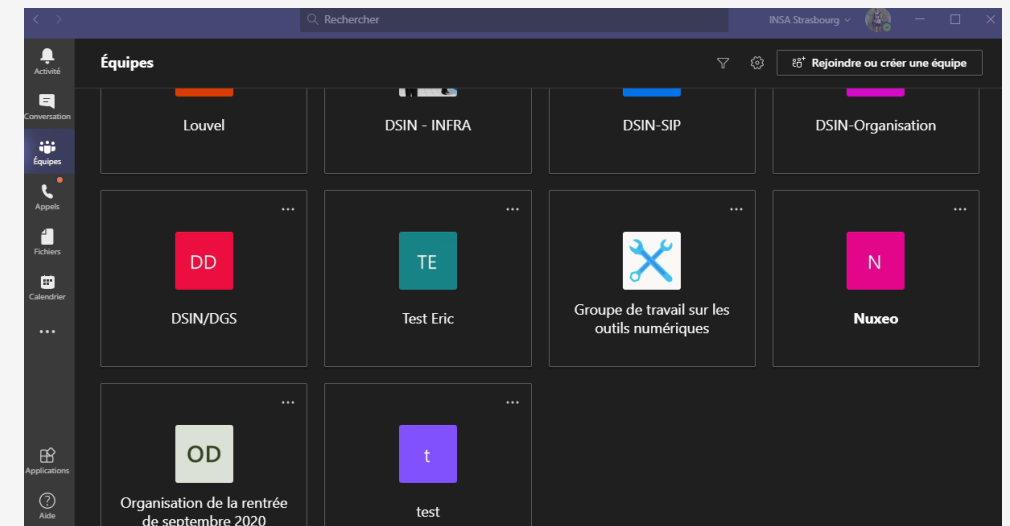 Rechercher
INSA Strasbourg
Activité
Équipes
Rejoindre ou créer une équipe
Conversation
Louvel
DSIN - INFRA
DSIN-SIP
DSIN-Organisation
Équipes
Appels
Fichiers
Calendrier
DD
TE
N
DSIN/DGS
Test Eric
Groupe de travail sur les
outils numériques
Nuxeo
OD
t
Applications
Organisation de la rentrée
de septembre 2020
test
Aide